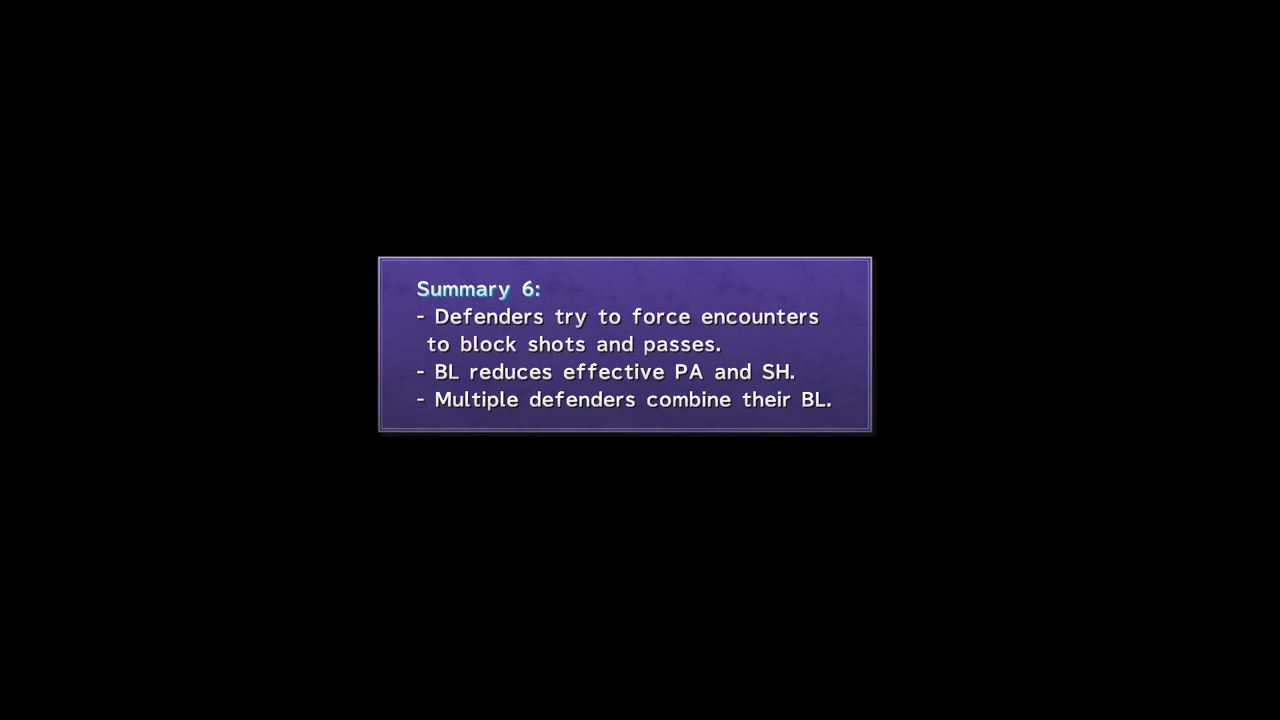 Summary 6:
- Defenders try to force encounters
to block shots and passes.
- BL reduces effective PA and SH.
- Multiple defenders combine their BL.